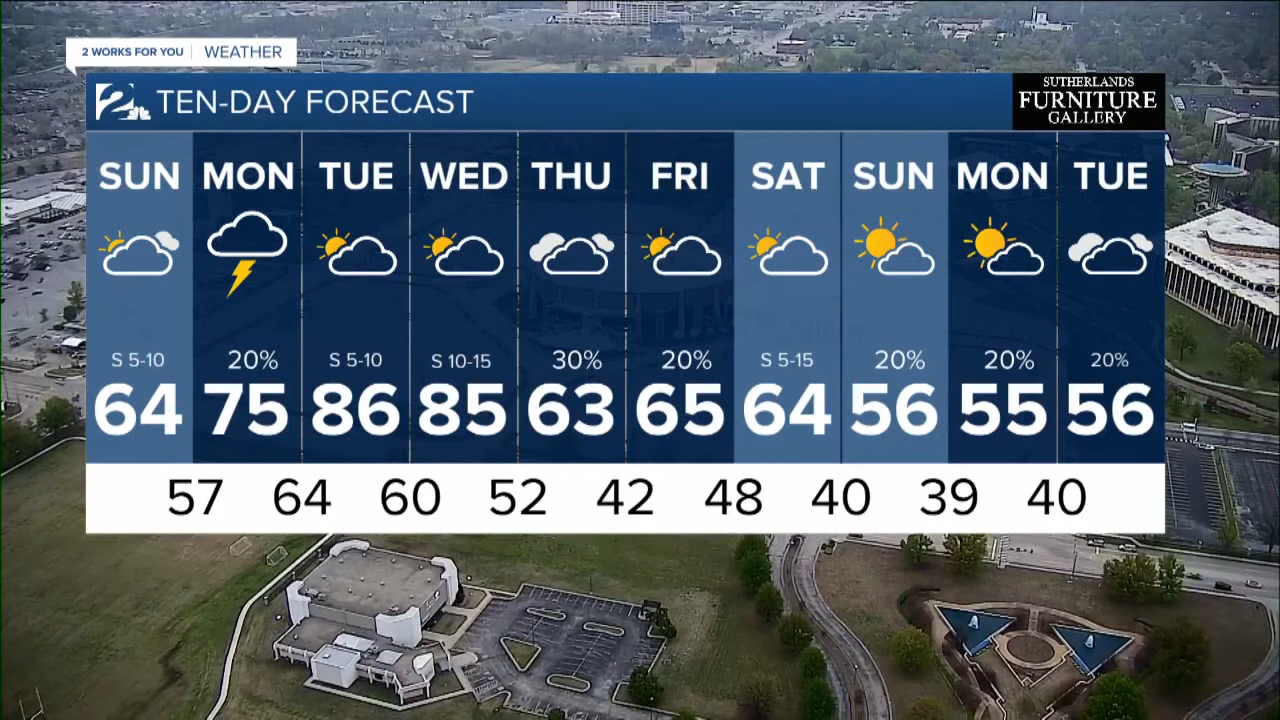 2 WORKS FOR YOU | WEATHER
2 TEN-DAY FORECAST
SUTHERLANDS
FURNITURE
GALLERY
SUN MON TUE WED THU FRI SAT SUN MON TUE
S 5-10 20% S 5-10 S 10-15 30% 20% S 5-15 20% 20% 20%
64 75 86 85 63 65 64 56 55 56
57 64 60 52 42 48 40 39 40